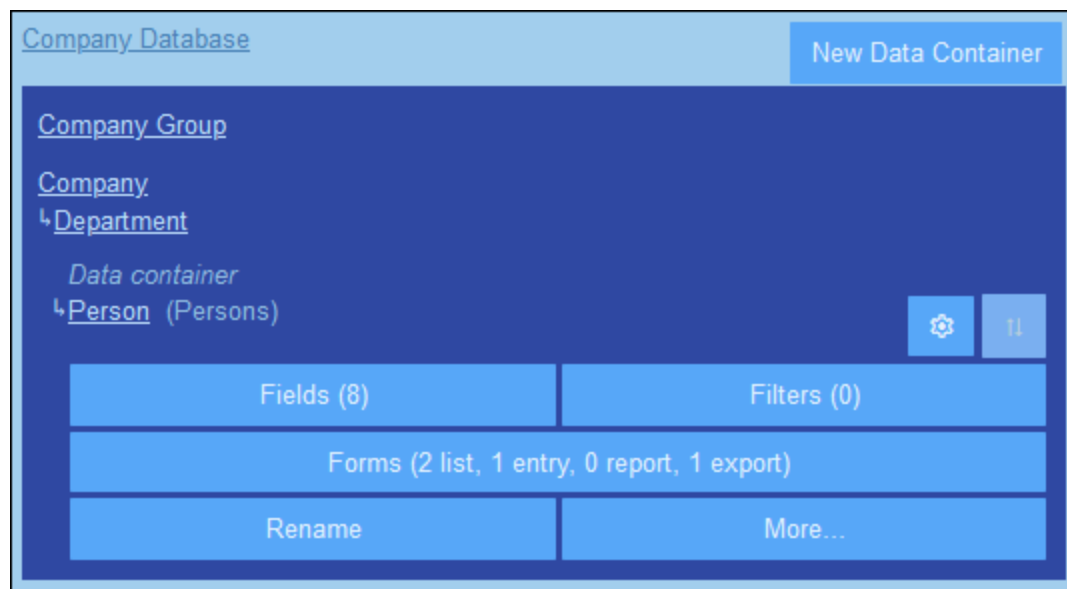 Company Database
New Data Container
Company Group
Company
↳Department
Data container
↳Person (Persons)
Fields (8)
Filters (0)
Forms (2 list, 1 entry, 0 report, 1 export)
Rename
More...